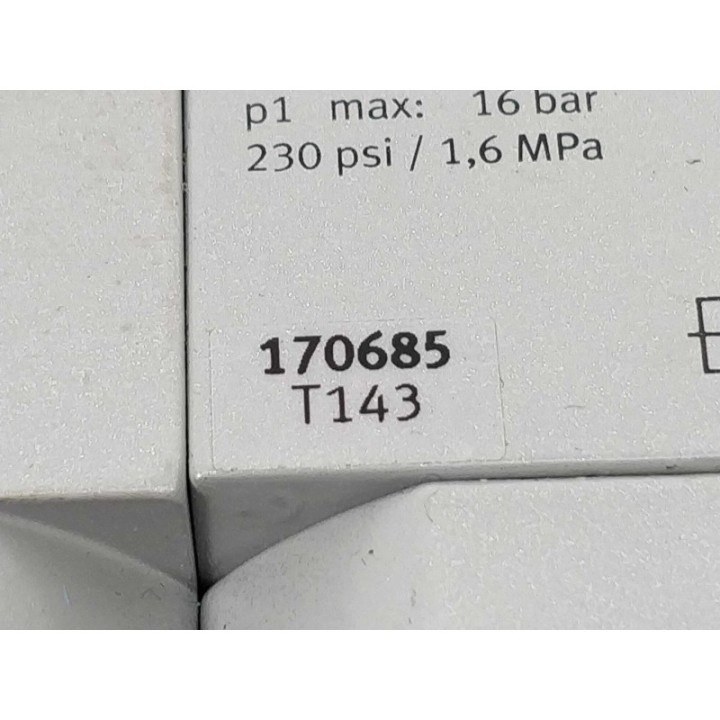 p1 max: 16 bar
230 psi / 1,6 MPa
170685
T143